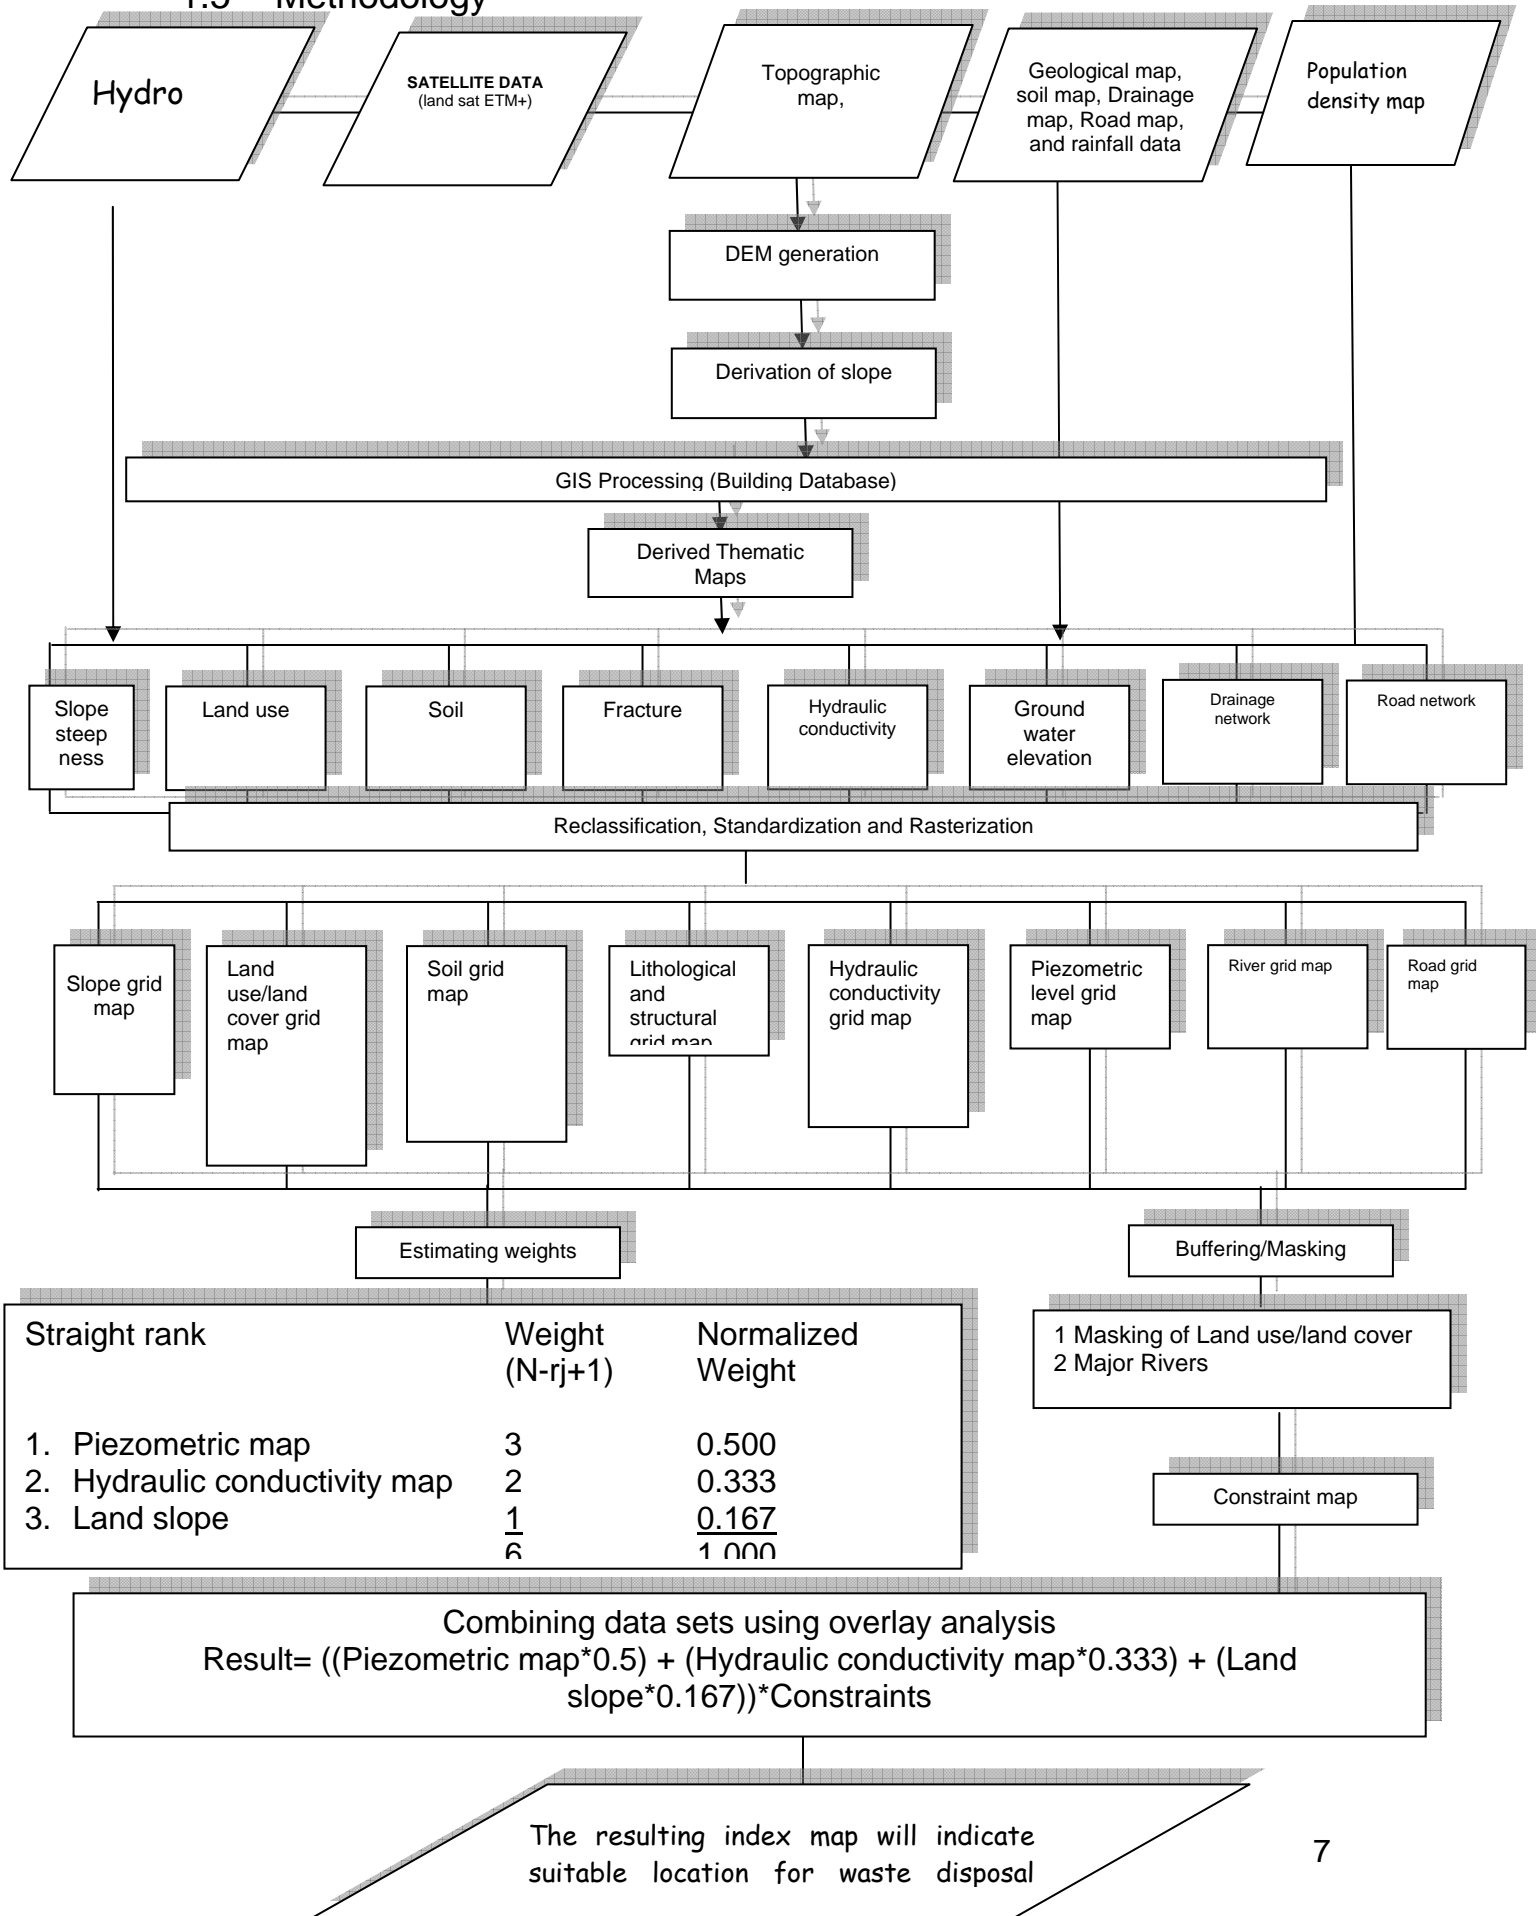 1.5 Methodology
Hydro
SATELLITE DATA
(land sat ETM+)
Topographic
map,
Geological map,
soil map, Drainage
map, Road map,
and rainfall data
Population
density map
DEM generation
Derivation of slope
GIS Processing (Building Database)
Derived Thematic
Maps
Slope
steep
ness
Land use
Soil
Fracture
Hydraulic
conductivity
Ground
water
elevation
Drainage
network
Road network
Reclassification, Standardization and Rasterization
Slope grid
map
Land
use/land
cover grid
map
Soil grid
map
Lithological
and
structural
grid map
Hydraulic
conductivity
grid map
Piezometric
level grid
map
River grid map
Road grid
map
Estimating weights
Buffering/Masking
Straight rank Weight Normalized
(N-rj+1) Weight
1. Piezometric map 3 0.500
2. Hydraulic conductivity map 2 0.333
3. Land slope 1 0.167
6 1.000
1 Masking of Land use/land cover
2 Major Rivers
Constraint map
Combining data sets using overlay analysis
Result= ((Piezometric map*0.5) + (Hydraulic conductivity map*0.333) + (Land
slope*0.167))*Constraints
The resulting index map will indicate
suitable location for waste disposal
7